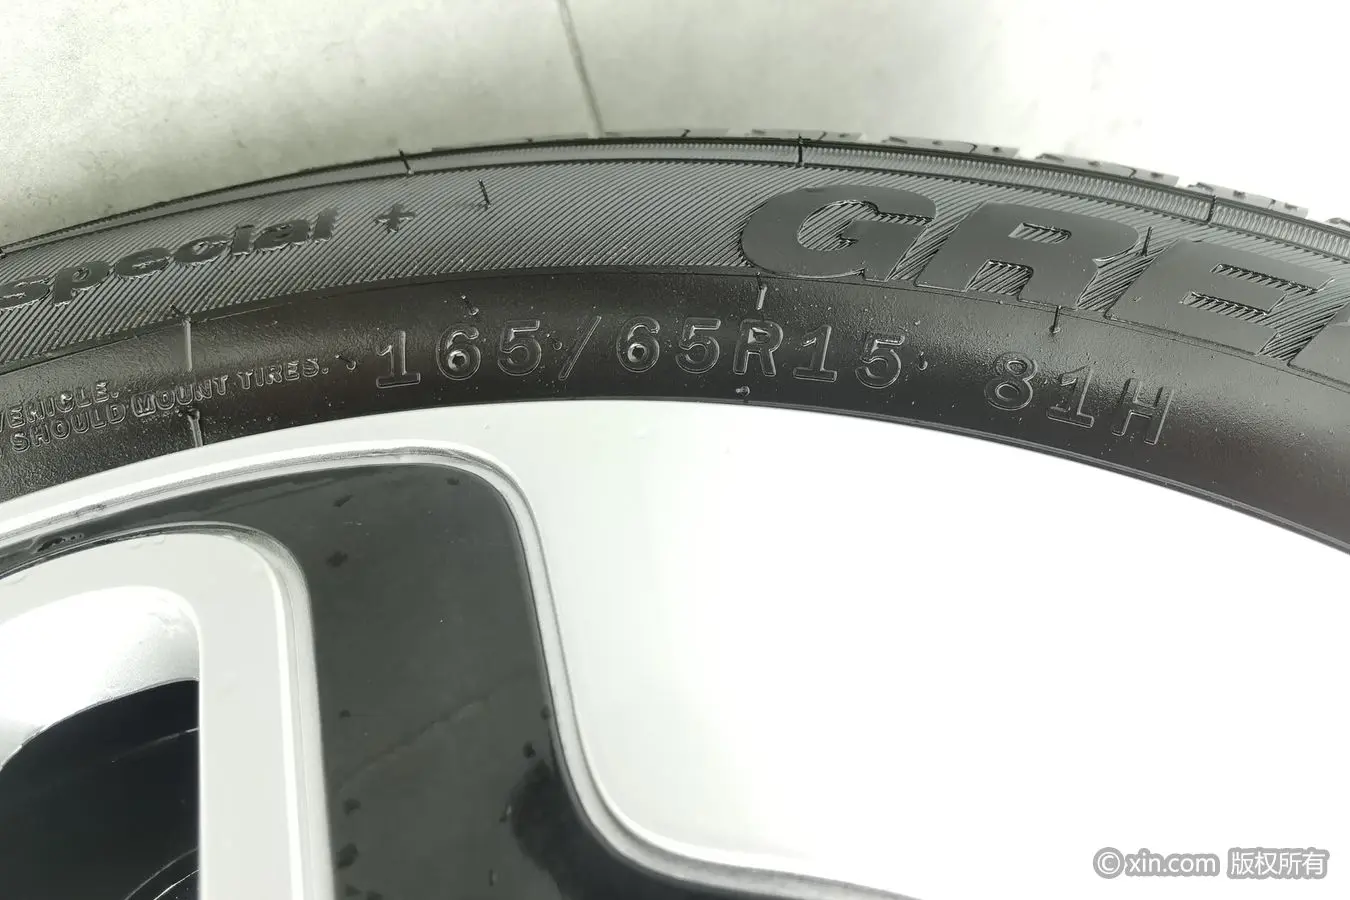 special +
GRE
165/65R15 81H
VEHICLE.
SHOULD MOUNT TIRES.
© xin.com 版权所有